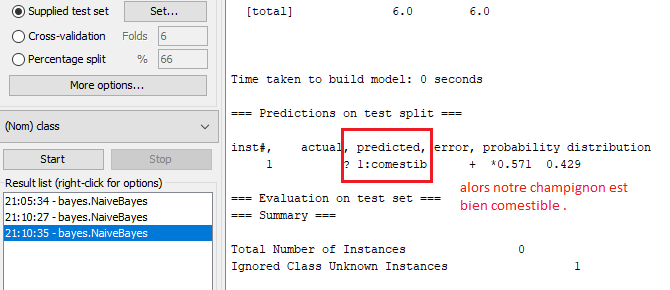 Supplied test set Set...
Cross-validation Folds 6
Percentage split % 66
More options...
(Nom) class
Start Stop
Result list (right-click for options)
21:05:34 - bayes.NaiveBayes
21:10:27 - bayes.NaiveBayes
21:10:35 - bayes.NaiveBayes
[total] 6.0 6.0
Time taken to build model: 0 seconds
=== Predictions on test split ===
inst#, actual, predicted, error, probability distribution
1 ? 1:comestib + *0.571 0.429
alors notre champignon est
bien comestible .
=== Evaluation on test set ===
=== Summary ===
Total Number of Instances 0
Ignored Class Unknown Instances 1